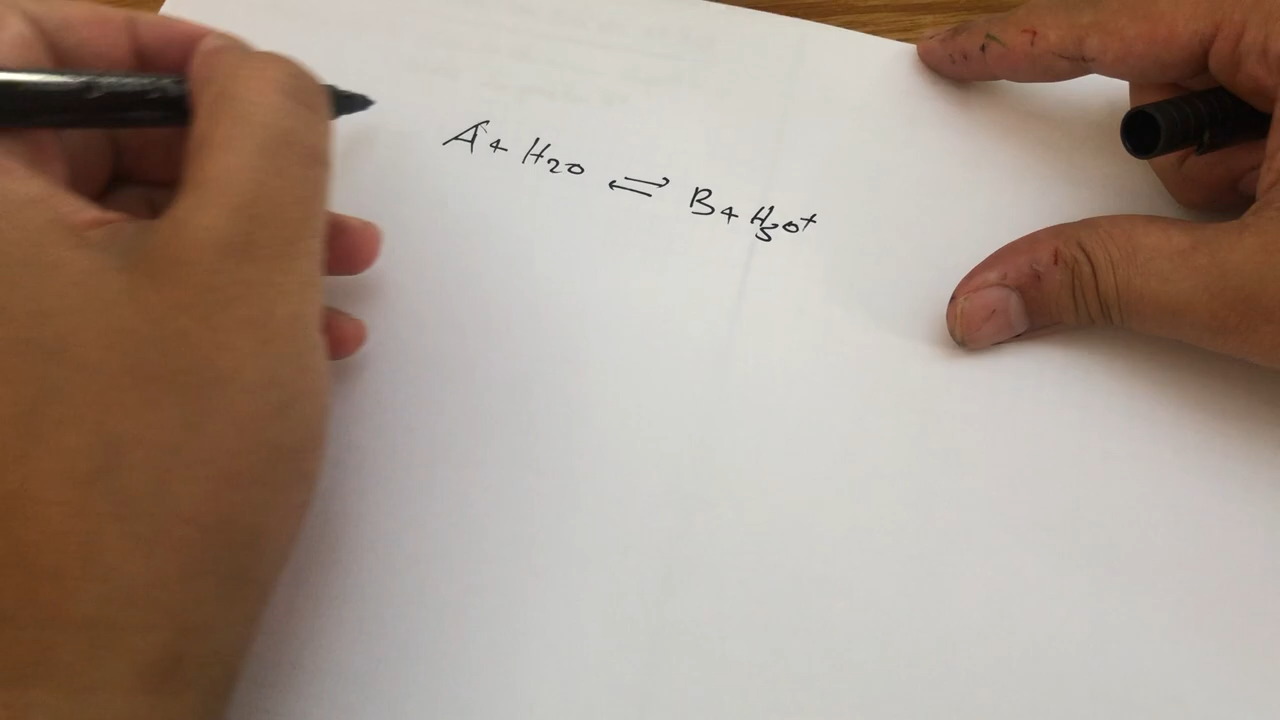 A + H2O ⇌ B + H3O+